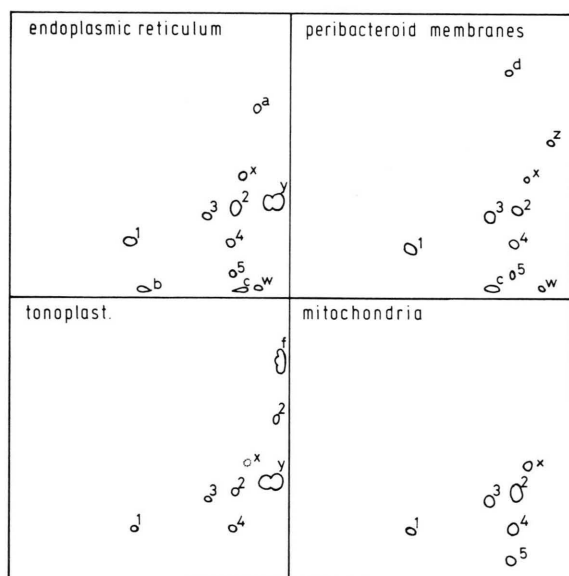 endoplasmic reticulum
a
x
y
3
2
1
4
5
b
c
w
peribacteroid membranes
d
z
x
3
2
4
1
5
c
w
tonoplast.
f
2
x
y
2
3
1
4
mitochondria
x
2
3
1
4
5